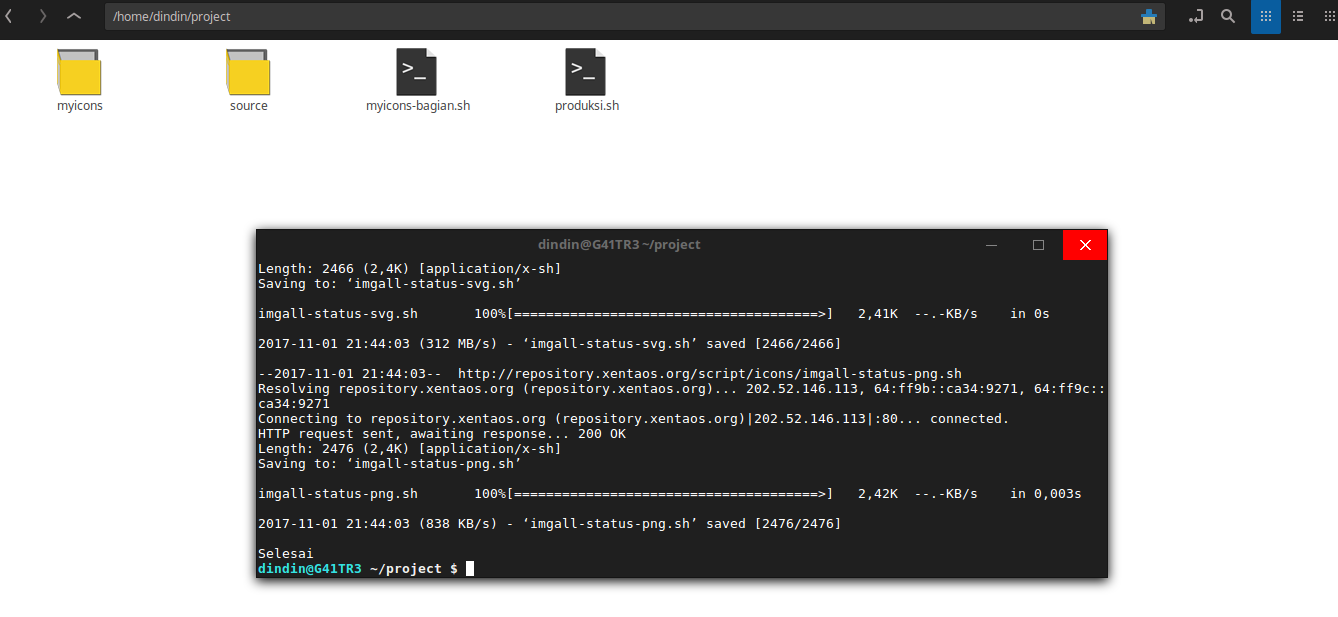 /home/dindin/project
myicons
source
myicons-bagian.sh
produksi.sh
dindin@G41TR3 ~/project
Length: 2466 (2,4K) [application/x-sh]
Saving to: ‘imgall-status-svg.sh’
imgall-status-svg.sh       100%[======================================>]   2,41K  --.-KB/s    in 0s
2017-11-01 21:44:03 (312 MB/s) - ‘imgall-status-svg.sh’ saved [2466/2466]
--2017-11-01 21:44:03--  http://repository.xentaos.org/script/icons/imgall-status-png.sh
Resolving repository.xentaos.org (repository.xentaos.org)... 202.52.146.113, 64:ff9b::ca34:9271, 64:ff9c::
ca34:9271
Connecting to repository.xentaos.org (repository.xentaos.org)|202.52.146.113|:80... connected.
HTTP request sent, awaiting response... 200 OK
Length: 2476 (2,4K) [application/x-sh]
Saving to: ‘imgall-status-png.sh’
imgall-status-png.sh       100%[======================================>]   2,42K  --.-KB/s    in 0,003s
2017-11-01 21:44:03 (838 KB/s) - ‘imgall-status-png.sh’ saved [2476/2476]
Selesai
dindin@G41TR3 ~/project $